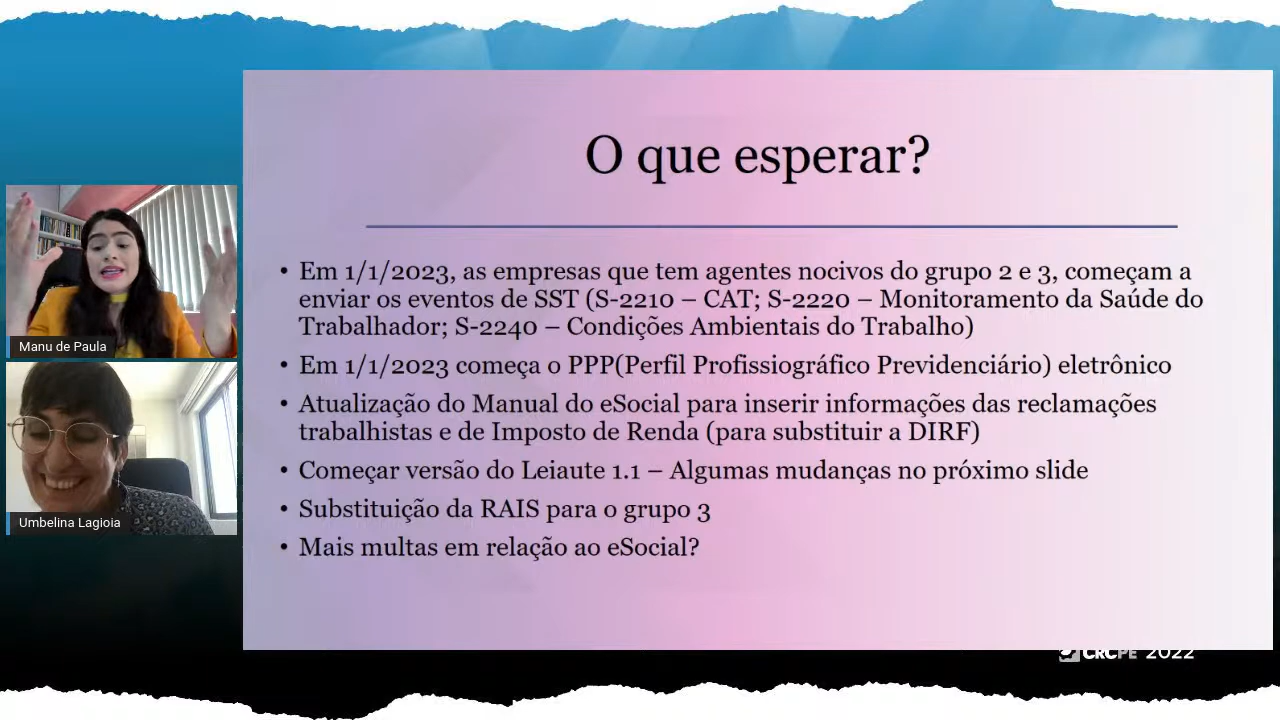 O que esperar?
• Em 1/1/2023, as empresas que tem agentes nocivos do grupo 2 e 3, começam a
enviar os eventos de SST (S-2210 – CAT; S-2220 – Monitoramento da Saúde do
Trabalhador; S-2240 – Condições Ambientais do Trabalho)
• Em 1/1/2023 começa o PPP(Perfil Profissiográfico Previdenciário) eletrônico
• Atualização do Manual do eSocial para inserir informações das reclamações
trabalhistas e de Imposto de Renda (para substituir a DIRF)
• Começar versão do Leiaute 1.1 – Algumas mudanças no próximo slide
• Substituição da RAIS para o grupo 3
• Mais multas em relação ao eSocial?
Manu de Paula
Umbelina Lagioia
CRCPE 2022